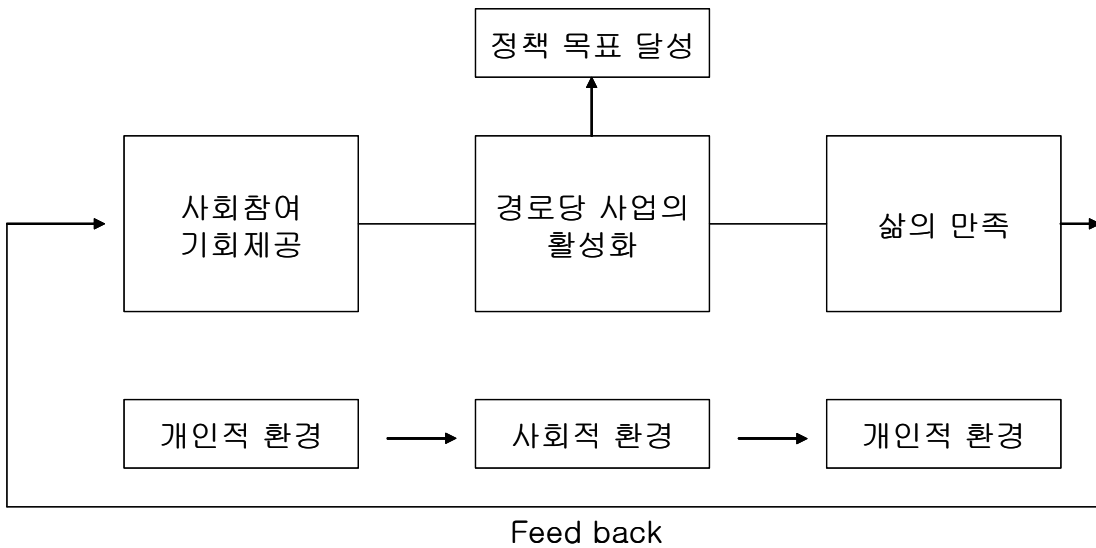 정책 목표 달성
사회참여
기회제공
경로당 사업의
활성화
삶의 만족
개인적 환경
사회적 환경
개인적 환경
Feed back